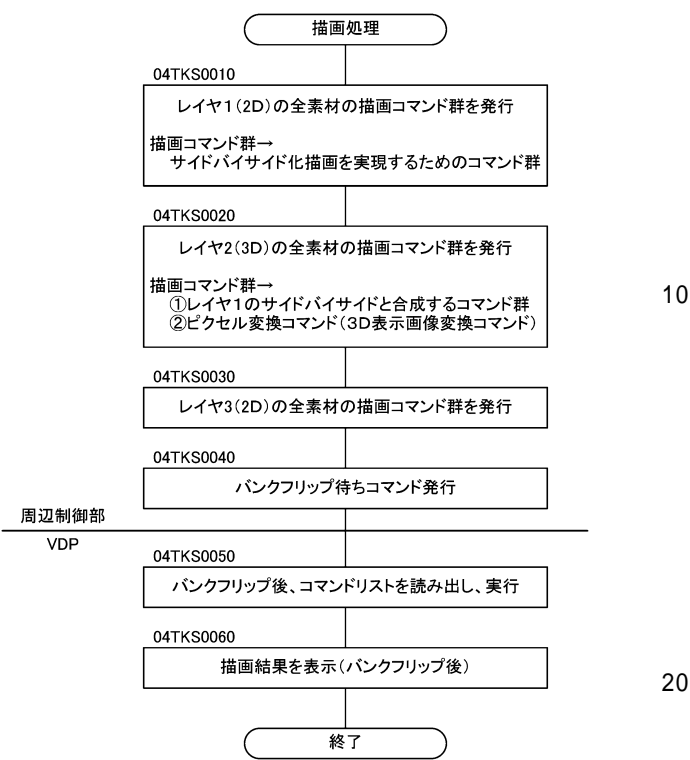 描画処理
04TKS0010
レイヤ1(2D)の全素材の描画コマンド群を発行
描画コマンド群→
サイドバイサイド化描画を実現するためのコマンド群
04TKS0020
レイヤ2(3D)の全素材の描画コマンド群を発行
描画コマンド群→
①レイヤ1のサイドバイサイドと合成するコマンド群
②ピクセル変換コマンド(3D表示画像変換コマンド)
10
04TKS0030
レイヤ3(2D)の全素材の描画コマンド群を発行
04TKS0040
バンクフリップ待ちコマンド発行
周辺制御部
VDP
04TKS0050
バンクフリップ後、コマンドリストを読み出し、実行
04TKS0060
描画結果を表示(バンクフリップ後)
20
終了